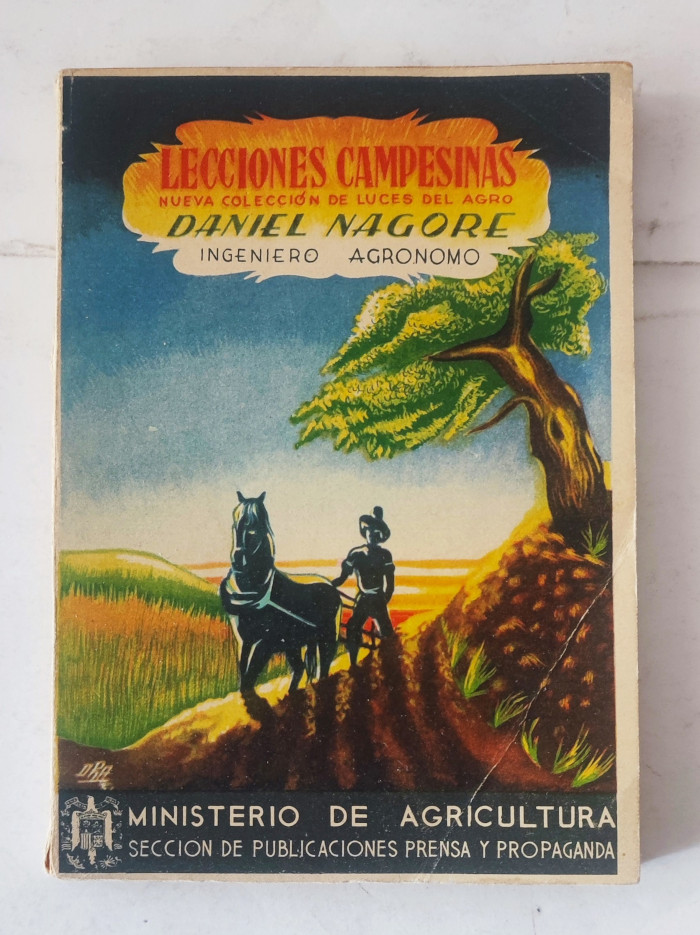 LECCIONES CAMPESINAS
NUEVA COLECCIÓN DE LUCES DEL AGRO
DANIEL NAGORE
INGENIERO AGRONOMO
ORA
MINISTERIO DE AGRICULTURA
SECCION DE PUBLICACIONES PRENSA Y PROPAGANDA